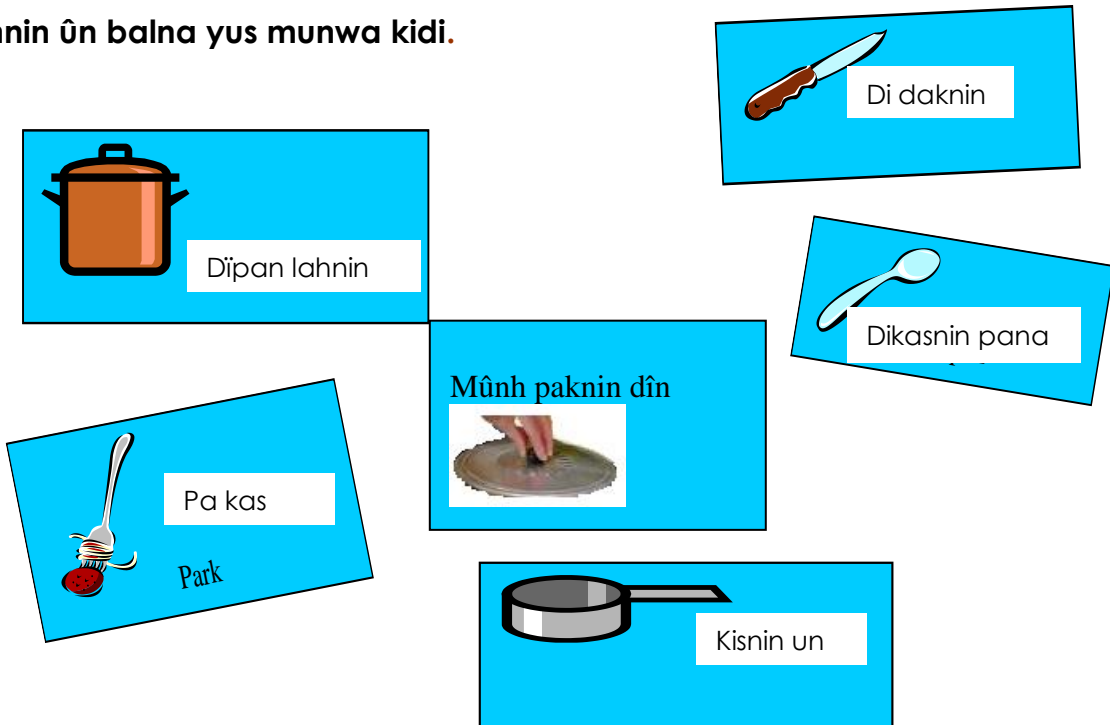 ûn balna yus munwa kidi.
Di daknin
Dïpan lahnin
Dikasnin pana
Mûnh paknin dîn
Pa kas
Park
Kisnin un